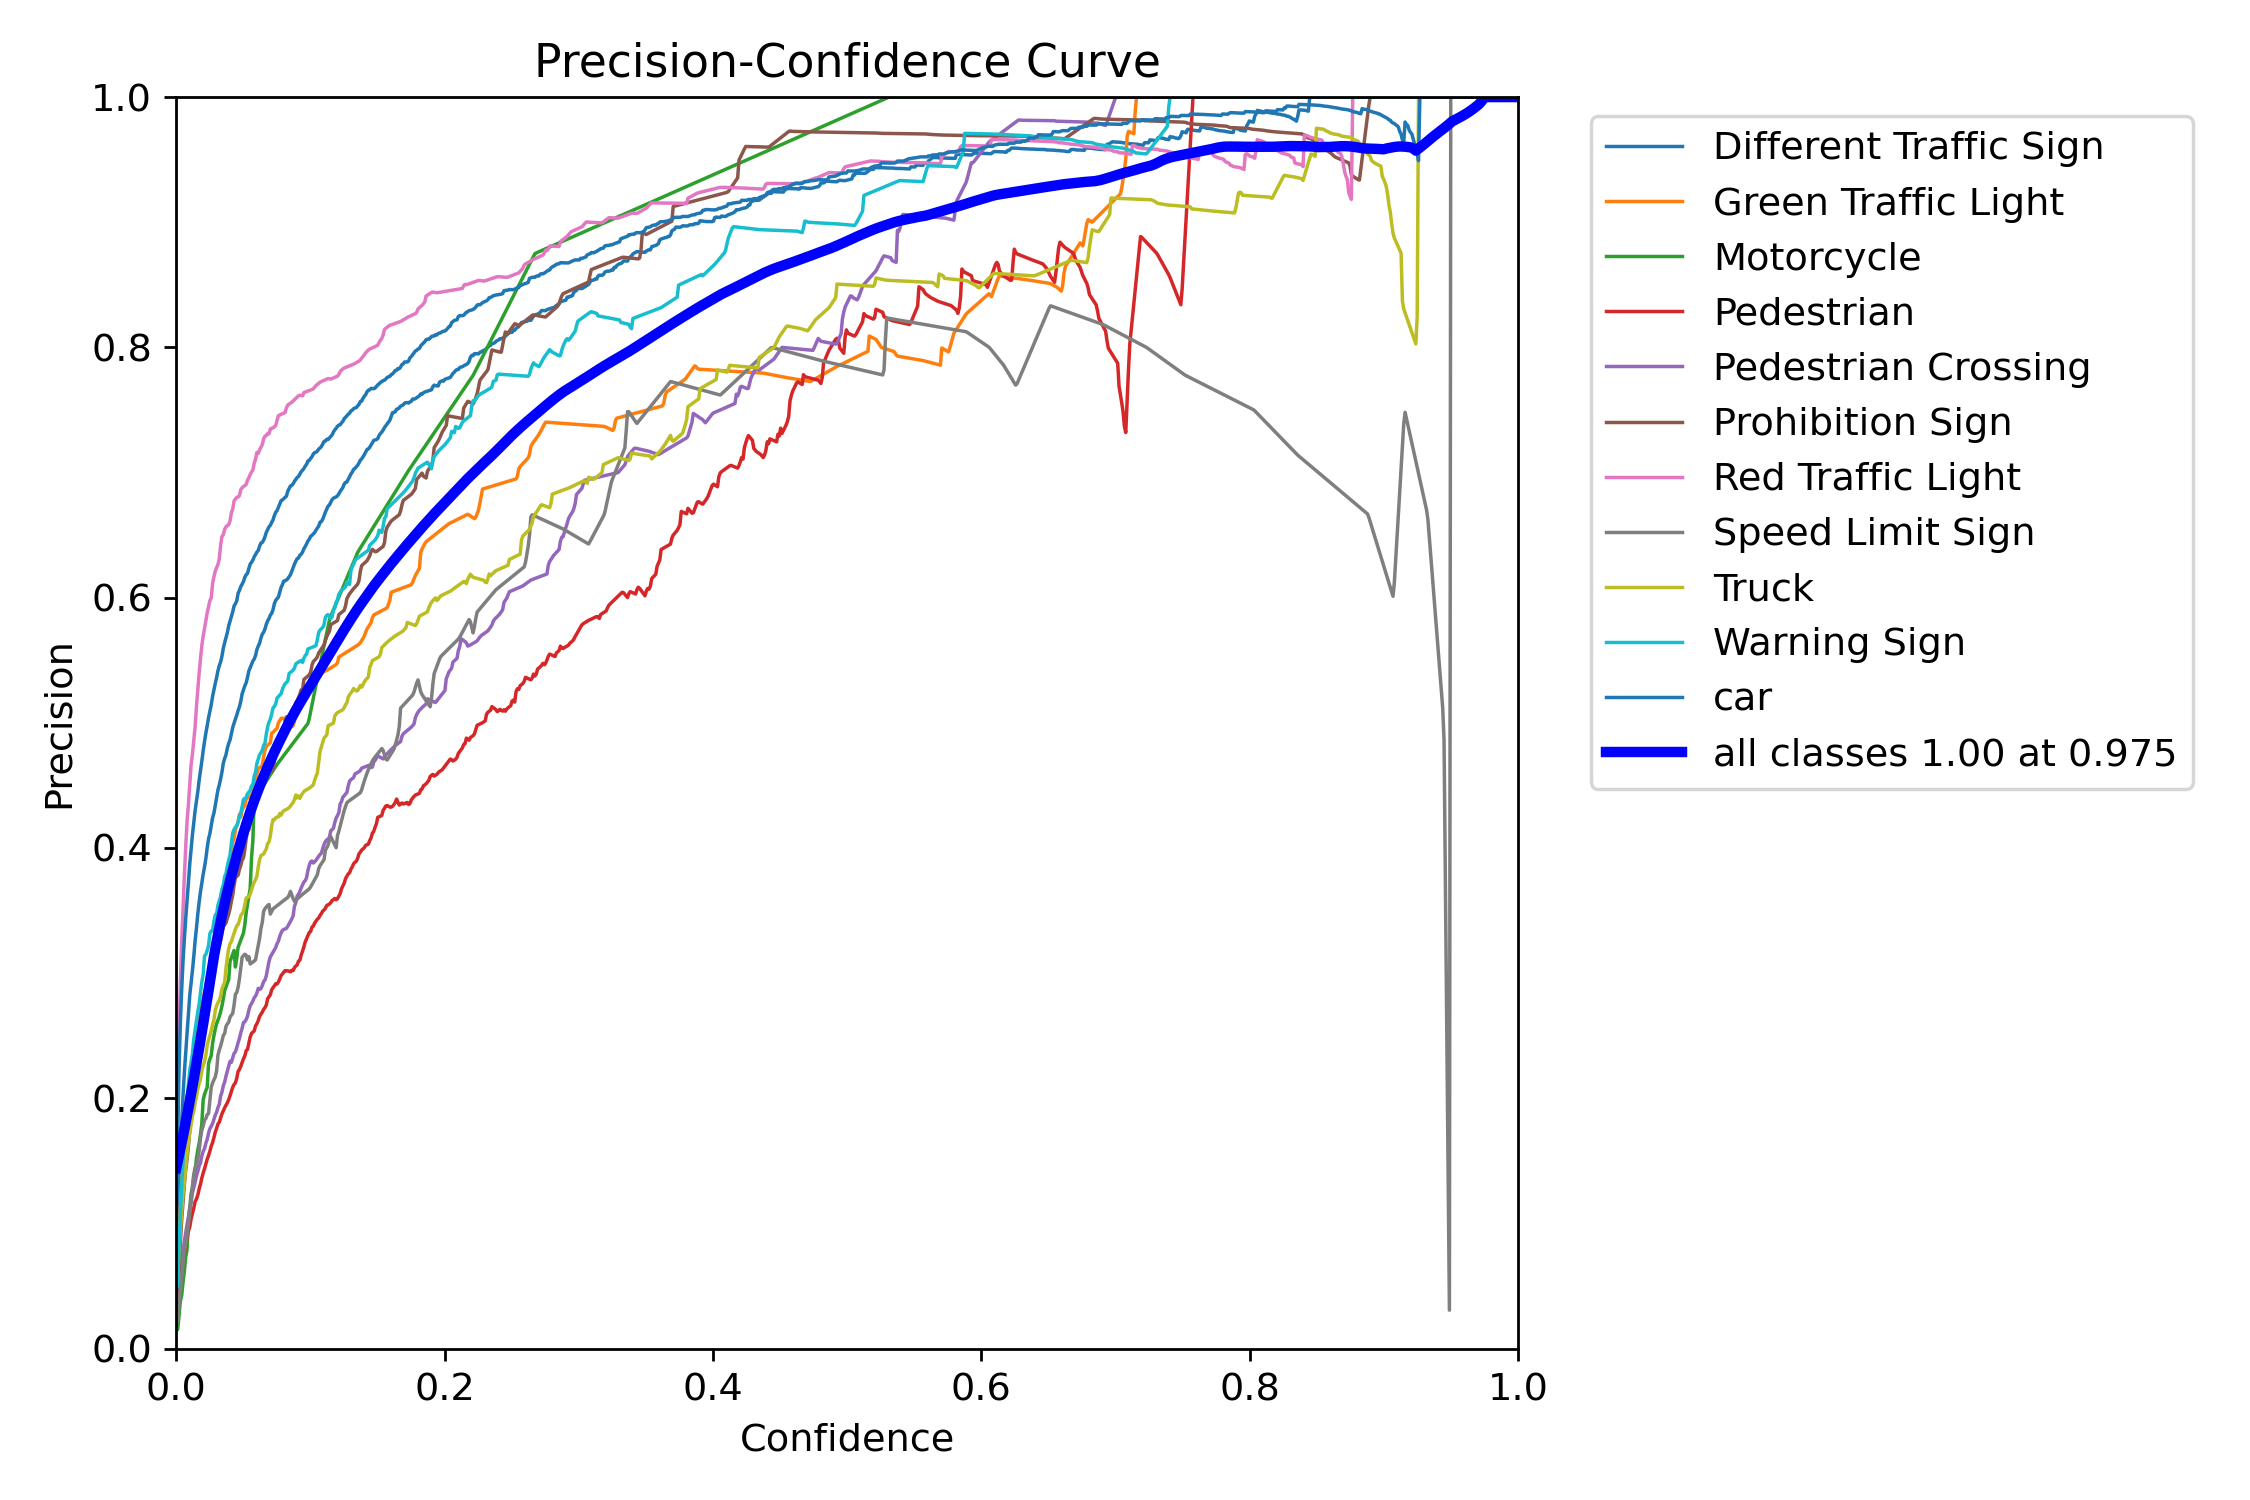 Precision-Confidence Curve
1.0
0.8
0.6
0.4
0.2
0.0
Precision
0.0 0.2 0.4 0.6 0.8 1.0
Confidence
Different Traffic Sign
Green Traffic Light
Motorcycle
Pedestrian
Pedestrian Crossing
Prohibition Sign
Red Traffic Light
Speed Limit Sign
Truck
Warning Sign
car
all classes 1.00 at 0.975